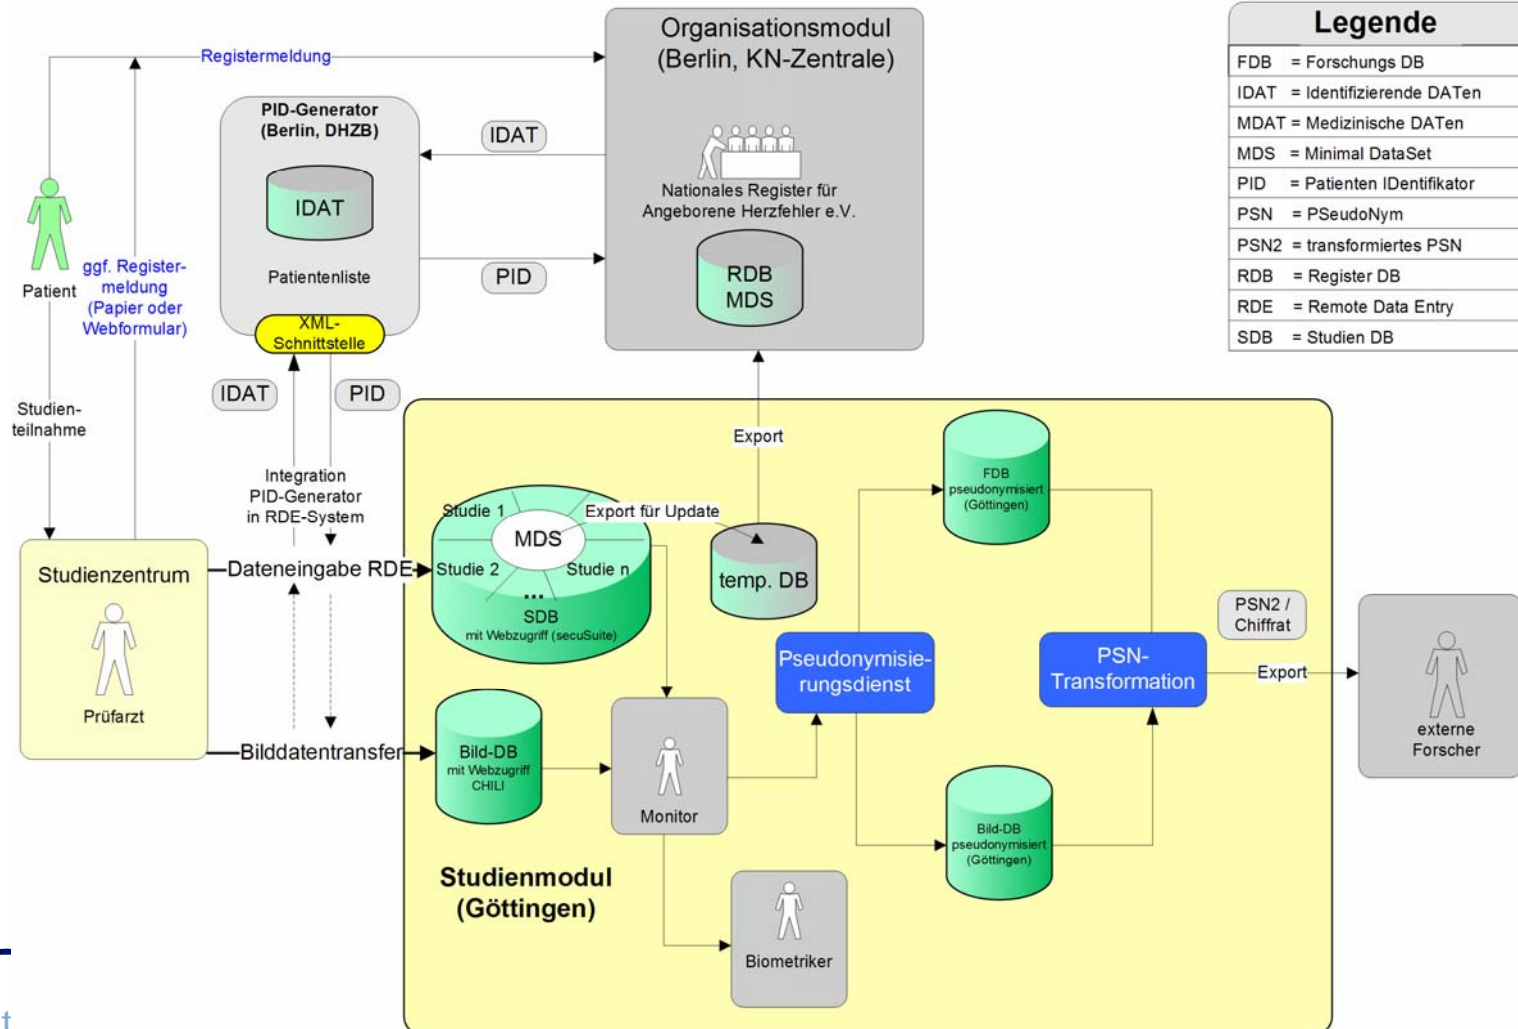 Organisationsmodul
(Berlin, KN-Zentrale)
Nationales Register für
Angeborene Herzfehler e.V.
RDB
MDS
Legende
FDB = Forschungs DB
IDAT = Identifizierende DATen
MDAT = Medizinische DATen
MDS = Minimal DataSet
PID = Patienten IDentifikator
PSN = PSeudoNym
PSN2 = transformiertes PSN
RDB = Register DB
RDE = Remote Data Entry
SDB = Studien DB
Registermeldung
PID-Generator
(Berlin, DHZB)
IDAT
Patientenliste
XML-
Schnittstelle
IDAT
PID
Patient
ggf. Register-
meldung
(Papier oder
Webformular)
IDAT
PID
Studien-
teilnahme
Integration
PID-Generator
in RDE-System
Studienzentrum
Prüfarzt
Dateneingabe RDE
Bilddatentransfer
Studie 1
MDS
Studie 2
Studie n
...
SDB
mit Webzugriff (secuSuite)
Export für Update
Export
temp. DB
Bild-DB
mit Webzugriff
CHILI
Monitor
Biometriker
Studienmodul
(Göttingen)
Pseudonymisie-
rungsdienst
FDB
pseudonymisiert
(Göttingen)
Bild-DB
pseudonymisiert
(Göttingen)
PSN-
Transformation
PSN2 /
Chiffrat
Export
externe
Forscher
t